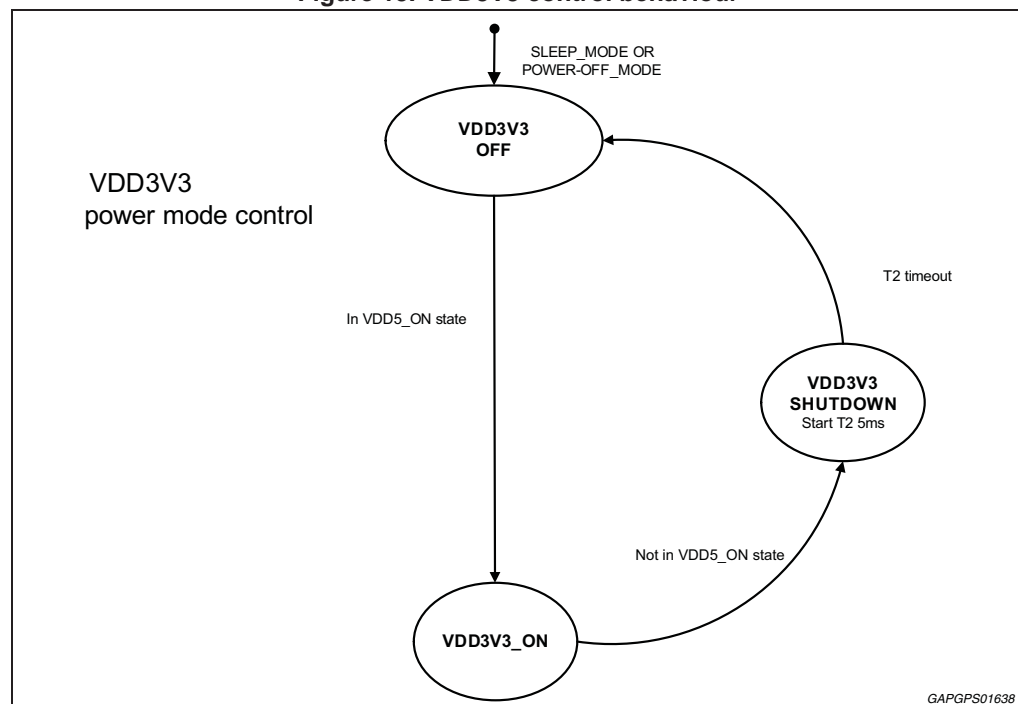 SLEEP_MODE OR
POWER-OFF_MODE
VDD3V3
OFF
VDD3V3
power mode control
T2 timeout
In VDD5_ON state
VDD3V3
SHUTDOWN
Start T2 5ms
Not in VDD5_ON state
VDD3V3_ON
GAPGPS01638